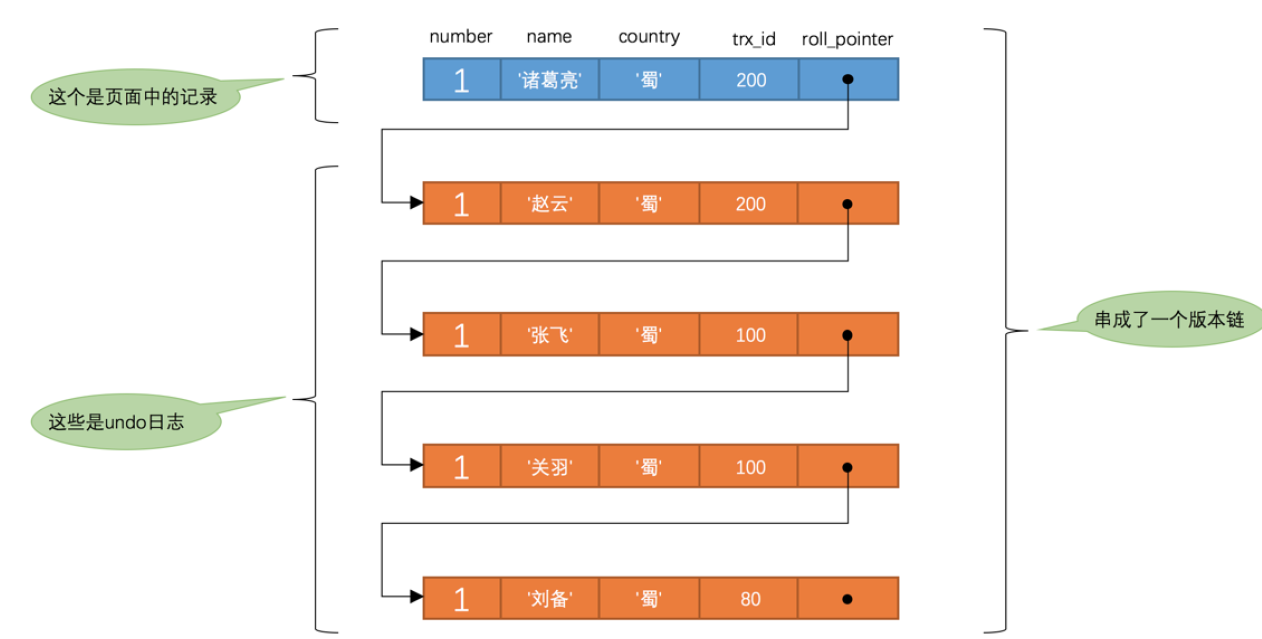 number name country trx_id roll_pointer
1 '诸葛亮' '蜀' 200
这个是页面中的记录
1 '赵云' '蜀' 200
1 '张飞' '蜀' 100
串成了一个版本链
这些是undo日志
1 '关羽' '蜀' 100
1 '刘备' '蜀' 80